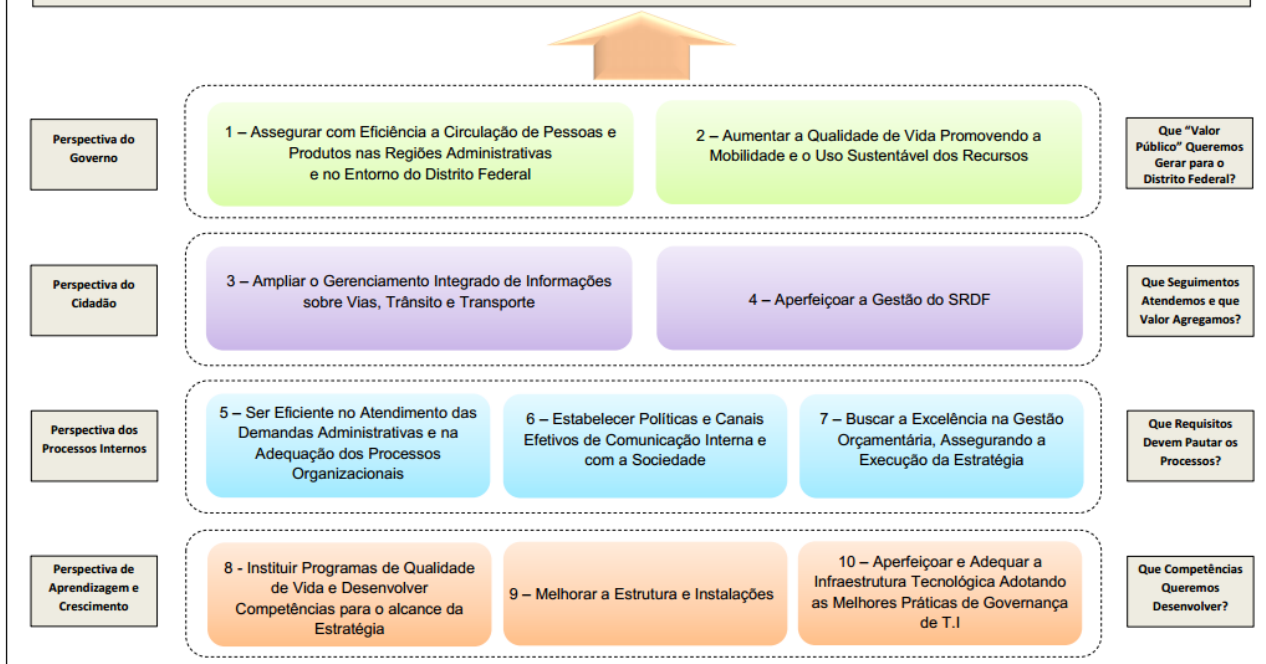 Perspectiva do
Governo
1 – Assegurar com Eficiência a Circulação de Pessoas e
Produtos nas Regiões Administrativas
e no Entorno do Distrito Federal
2 – Aumentar a Qualidade de Vida Promovendo a
Mobilidade e o Uso Sustentável dos Recursos
Que “Valor
Público” Queremos
Gerar para o
Distrito Federal?
Perspectiva do
Cidadão
3 – Ampliar o Gerenciamento Integrado de Informações
sobre Vias, Trânsito e Transporte
4 – Aperfeiçoar a Gestão do SRDF
Que Seguimentos
Atendemos e que
Valor Agregamos?
Perspectiva dos
Processos Internos
5 – Ser Eficiente no Atendimento das
Demandas Administrativas e na
Adequação dos Processos
Organizacionais
6 – Estabelecer Políticas e Canais
Efetivos de Comunicação Interna e
com a Sociedade
7 – Buscar a Excelência na Gestão
Orçamentária, Assegurando a
Execução da Estratégia
Que Requisitos
Devem Pautar os
Processos?
Perspectiva de
Aprendizagem e
Crescimento
8 - Instituir Programas de Qualidade
de Vida e Desenvolver
Competências para o alcance da
Estratégia
9 – Melhorar a Estrutura e Instalações
10 – Aperfeiçoar e Adequar a
Infraestrutura Tecnológica Adotando
as Melhores Práticas de Governança
de T.I
Que Competências
Queremos
Desenvolver?